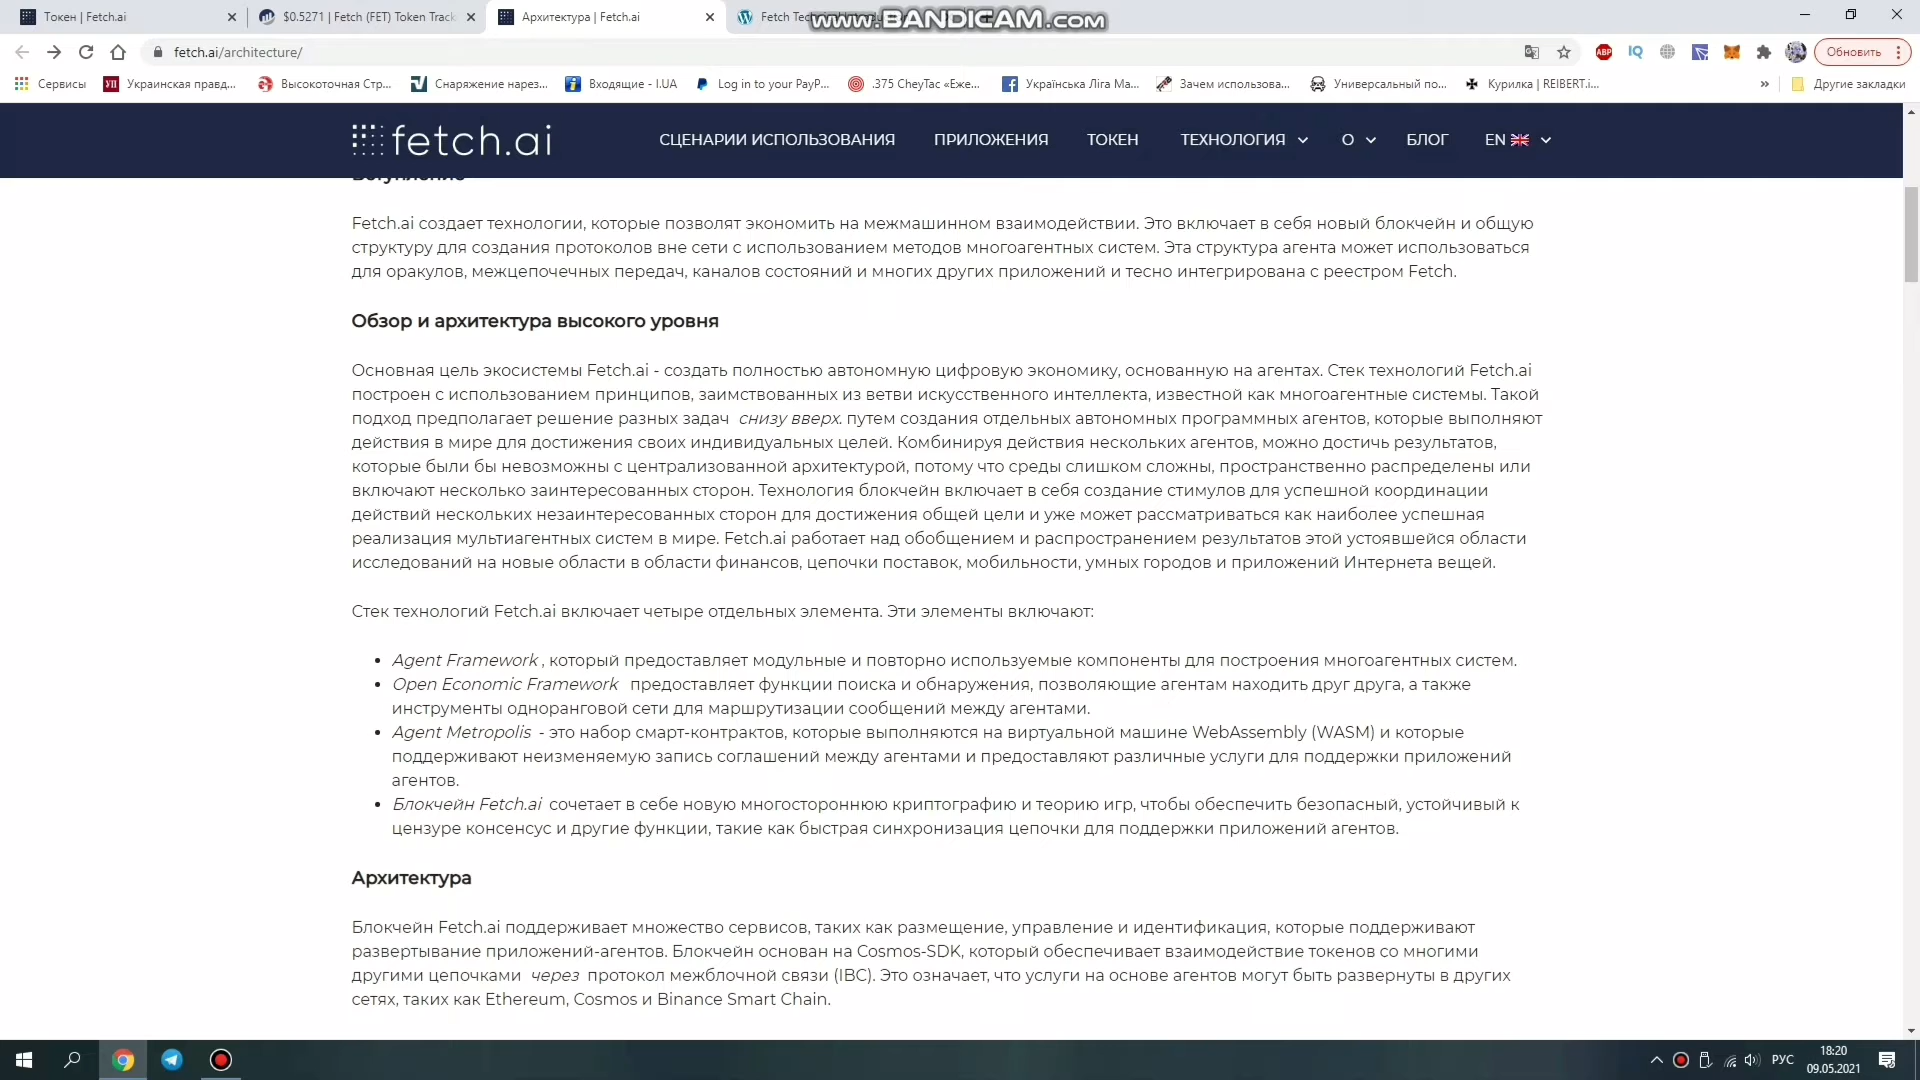 Токен | Fetch.ai
$0.5271 | Fetch (FET) Token Track
Архитектура | Fetch.ai
www.BANDICAM.com
fetch.ai/architecture/
ABP
IQ
Обновить
Сервисы
УП
Украинская правд...
Высокоточная Стр...
Снаряжение нарез...
Входящие - I.UA
Log in to your PayP...
.375 CheyTac «Еже...
Українська Ліга Ма...
Зачем использова...
Универсальный по...
Курилка | REIBERT.i...
»
Другие закладки
fetch.ai
СЦЕНАРИИ ИСПОЛЬЗОВАНИЯ
ПРИЛОЖЕНИЯ
ТОКЕН
ТЕХНОЛОГИЯ
О
БЛОГ
EN
Fetch.ai создает технологии, которые позволят экономить на межмашинном взаимодействии. Это включает в себя новый блокчейн и общую
структуру для создания протоколов вне сети с использованием методов многоагентных систем. Эта структура агента может использоваться
для оракулов, межцепочечных передач, каналов состояний и многих других приложений и тесно интегрирована с реестром Fetch.
Обзор и архитектура высокого уровня
Основная цель экосистемы Fetch.ai - создать полностью автономную цифровую экономику, основанную на агентах. Стек технологий Fetch.ai
построен с использованием принципов, заимствованных из ветви искусственного интеллекта, известной как многоагентные системы. Такой
подход предполагает решение разных задач снизу вверх. путем создания отдельных автономных программных агентов, которые выполняют
действия в мире для достижения своих индивидуальных целей. Комбинируя действия нескольких агентов, можно достичь результатов,
которые были бы невозможны с централизованной архитектурой, потому что среды слишком сложны, пространственно распределены или
включают несколько заинтересованных сторон. Технология блокчейн включает в себя создание стимулов для успешной координации
действий нескольких незаинтересованных сторон для достижения общей цели и уже может рассматриваться как наиболее успешная
реализация мультиагентных систем в мире. Fetch.ai работает над обобщением и распространением результатов этой устоявшейся области
исследований на новые области в области финансов, цепочки поставок, мобильности, умных городов и приложений Интернета вещей.
Стек технологий Fetch.ai включает четыре отдельных элемента. Эти элементы включают:
• Agent Framework , который предоставляет модульные и повторно используемые компоненты для построения многоагентных систем.
• Open Economic Framework предоставляет функции поиска и обнаружения, позволяющие агентам находить друг друга, а также
инструменты одноранговой сети для маршрутизации сообщений между агентами.
• Agent Metropolis - это набор смарт-контрактов, которые выполняются на виртуальной машине WebAssembly (WASM) и которые
поддерживают неизменяемую запись соглашений между агентами и предоставляют различные услуги для поддержки приложений
агентов.
• Блокчейн Fetch.ai сочетает в себе новую многостороннюю криптографию и теорию игр, чтобы обеспечить безопасный, устойчивый к
цензуре консенсус и другие функции, такие как быстрая синхронизация цепочки для поддержки приложений агентов.
Архитектура
Блокчейн Fetch.ai поддерживает множество сервисов, таких как размещение, управление и идентификация, которые поддерживают
развертывание приложений-агентов. Блокчейн основан на Cosmos-SDK, который обеспечивает взаимодействие токенов со многими
другими цепочками через протокол межблочной связи (IBC). Это означает, что услуги на основе агентов могут быть развернуты в других
сетях, таких как Ethereum, Cosmos и Binance Smart Chain.
РУС
18:20
09.05.2021